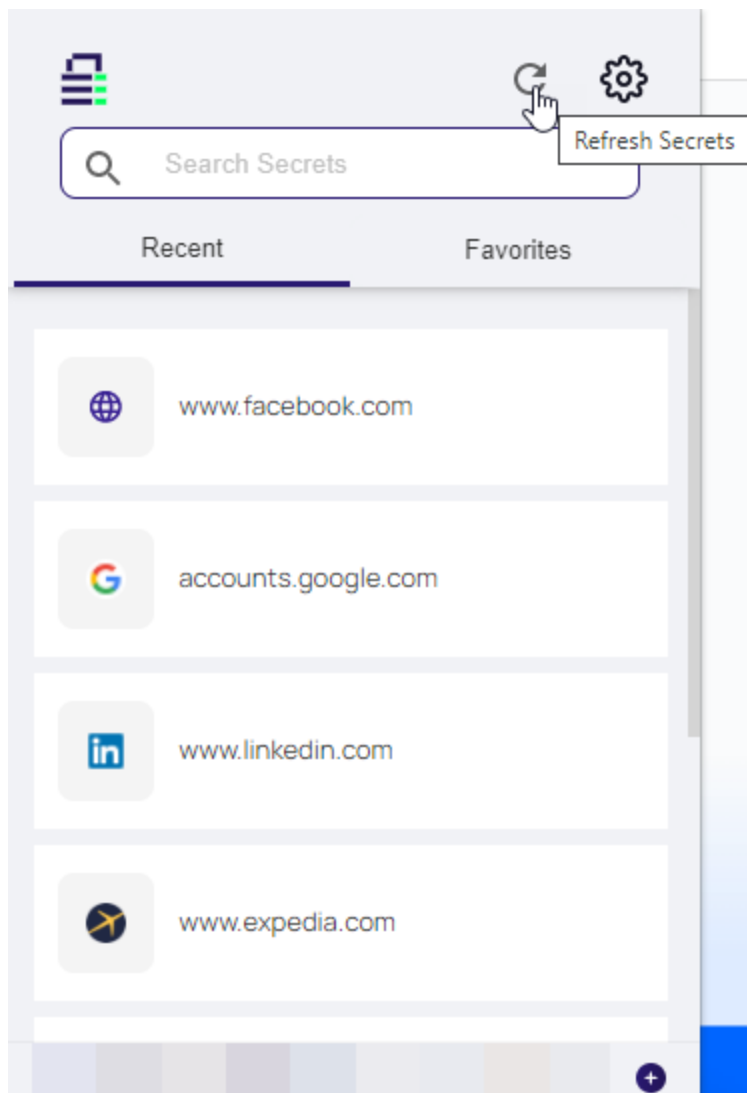 Refresh Secrets
Search Secrets
Recent
Favorites
www.facebook.com
accounts.google.com
www.linkedin.com
www.expedia.com